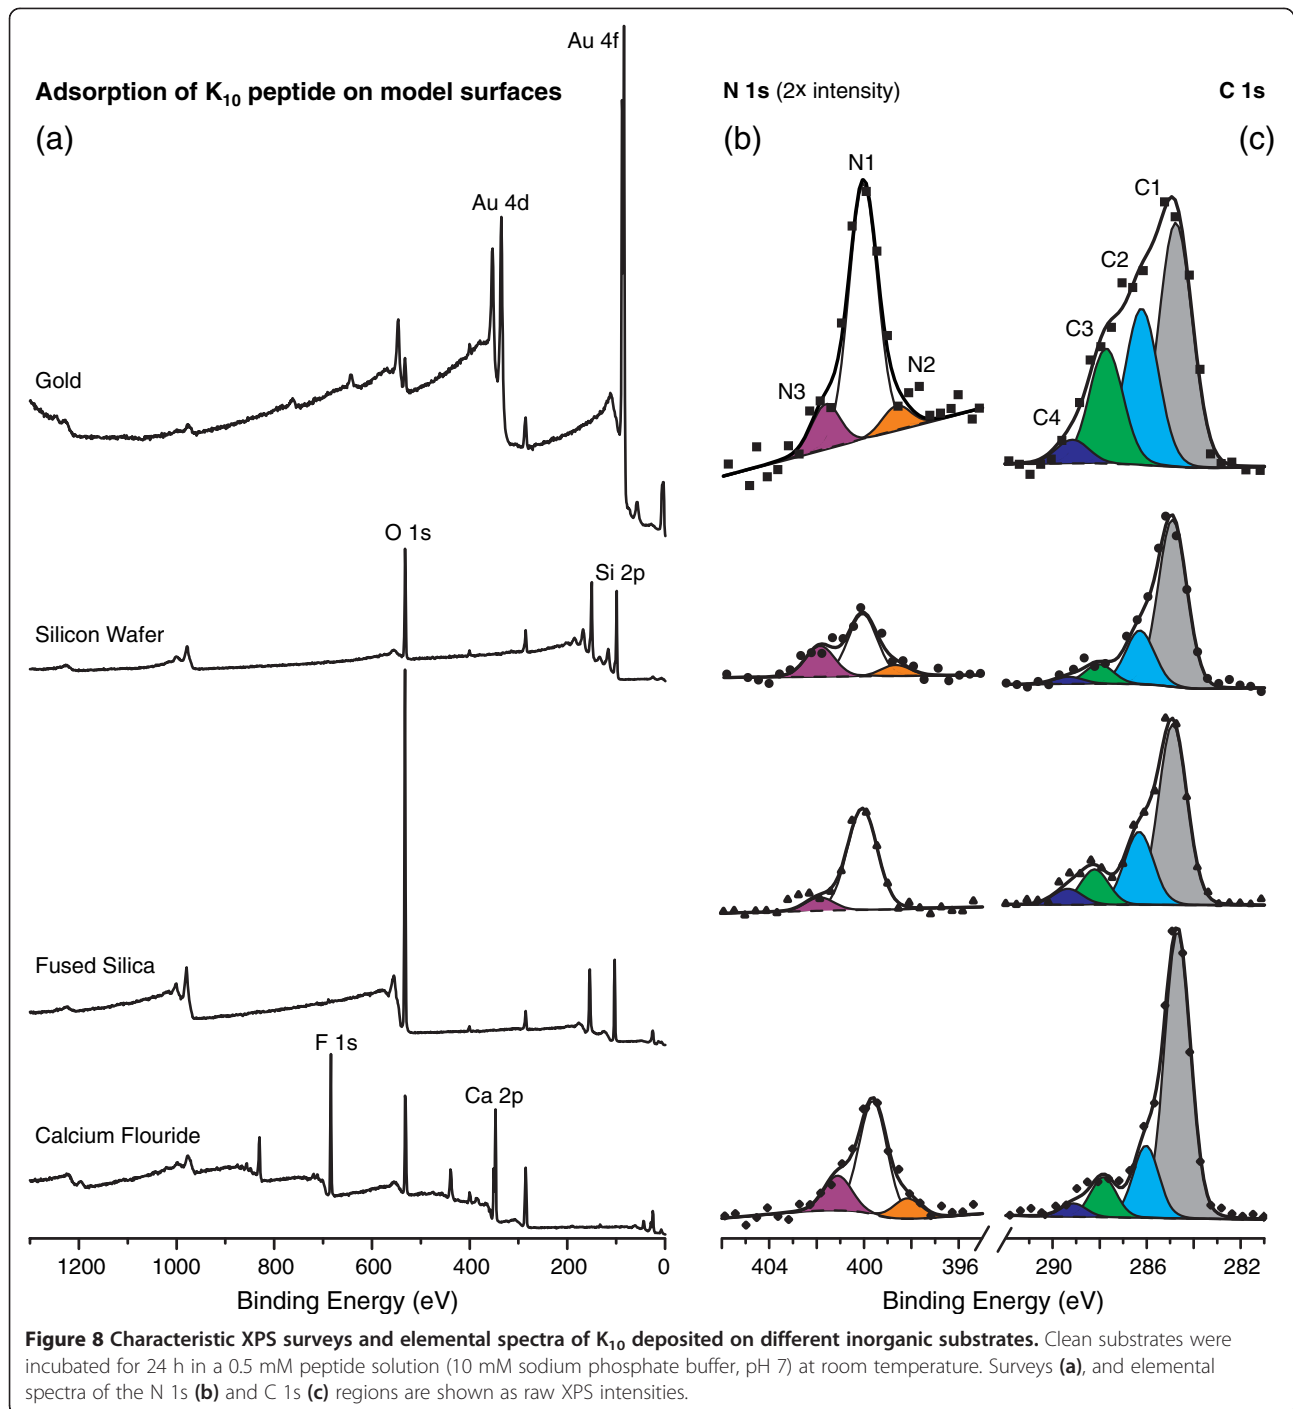 Au 4f
Adsorption of K10 peptide on model surfaces
N 1s (2x intensity)
C 1s
(a)
(b)
(c)
N1
C1
Au 4d
C2
C3
N2
Gold
N3
C4
O 1s
Si 2p
Silicon Wafer
Fused Silica
F 1s
Ca 2p
Calcium Flouride
1200 1000 800 600 400 200 0
404 400 396
290 286 282
Binding Energy (eV)
Binding Energy (eV)
Figure 8 Characteristic XPS surveys and elemental spectra of K10 deposited on different inorganic substrates. Clean substrates were
incubated for 24 h in a 0.5 mM peptide solution (10 mM sodium phosphate buffer, pH 7) at room temperature. Surveys (a), and elemental
spectra of the N 1s (b) and C 1s (c) regions are shown as raw XPS intensities.